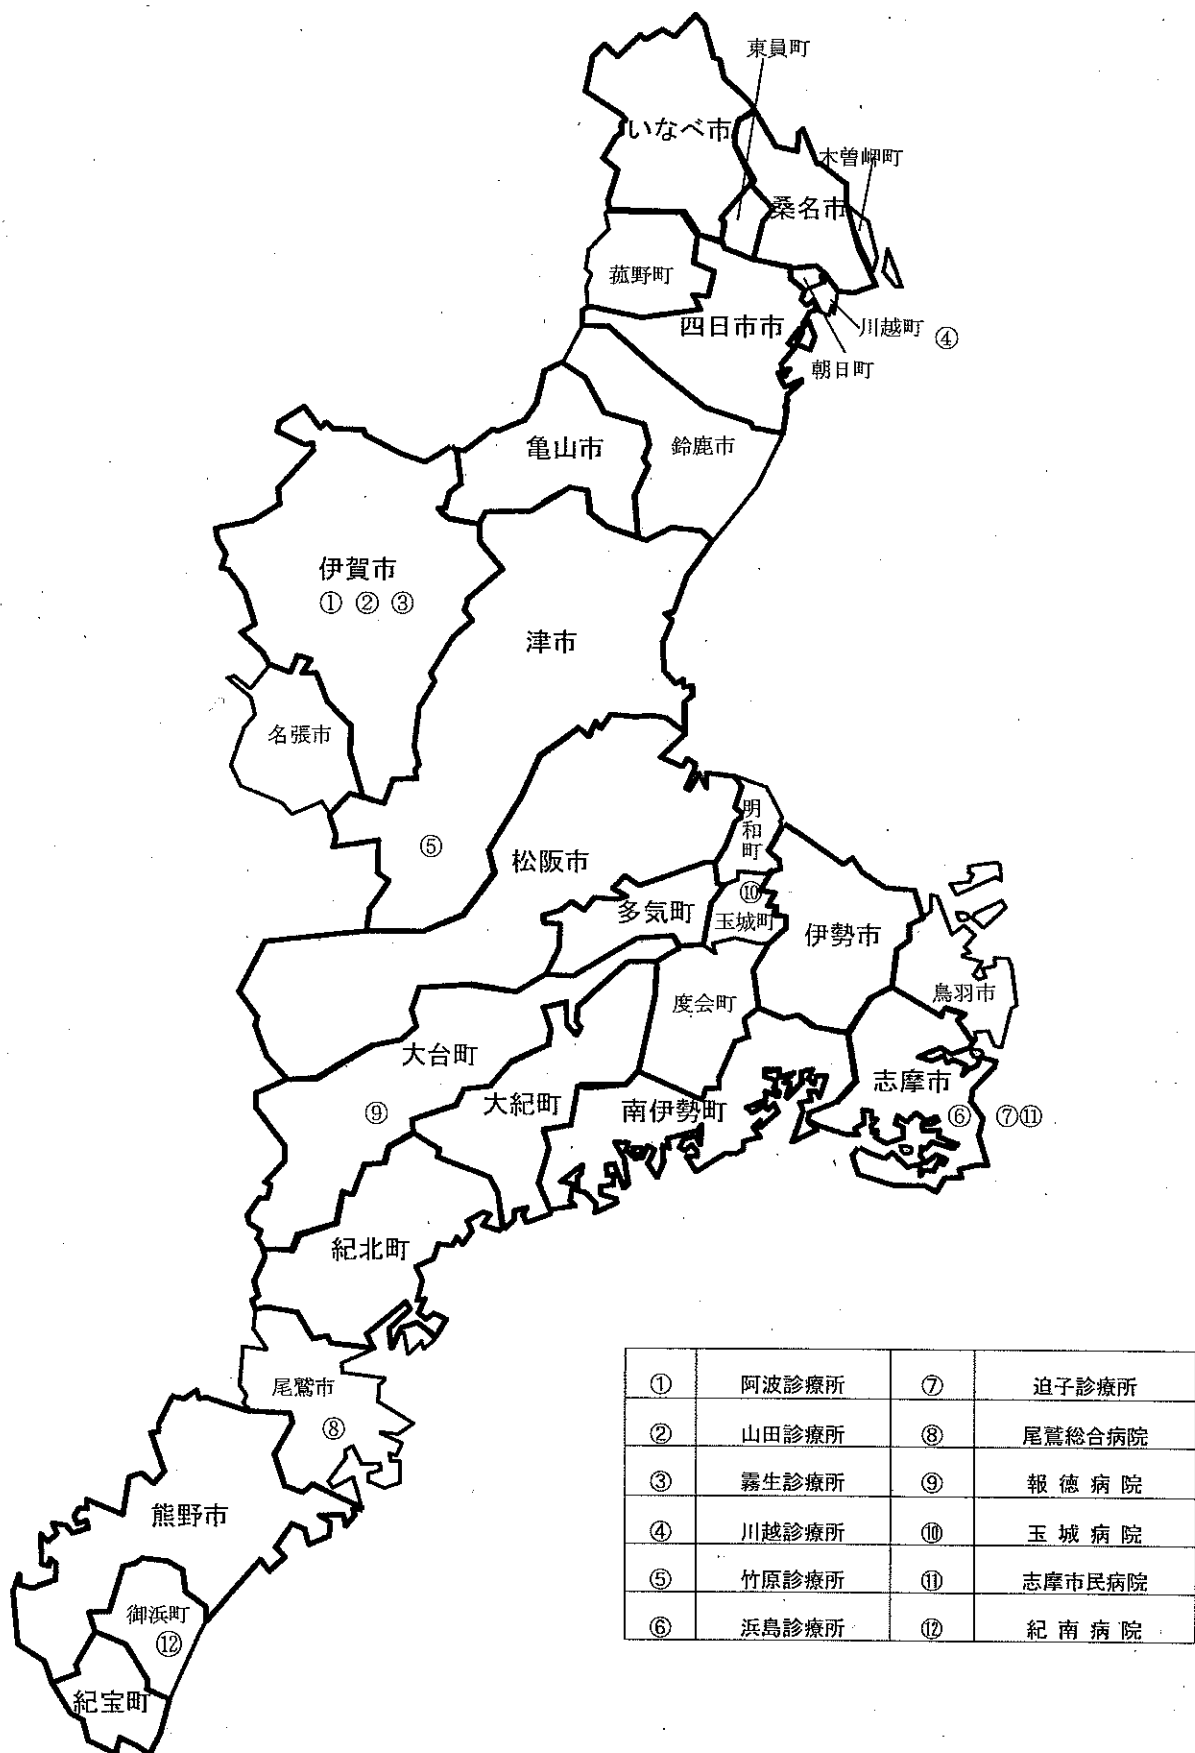 東員町
いなべ市
木曽岬町
桑名市
菰野町
四日市市
川越町 ④
朝日町
亀山市
鈴鹿市
伊賀市
① ② ③
津市
名張市
明和町
⑤
松阪市
⑩
多気町
玉城町
伊勢市
鳥羽市
度会町
大台町
志摩市
大紀町
南伊勢町
⑨
⑥ ⑦⑪
紀北町
尾鷲市
⑧
熊野市
御浜町
⑫
紀宝町
① 阿波診療所 ⑦ 迫子診療所
② 山田診療所 ⑧ 尾鷲総合病院
③ 霧生診療所 ⑨ 報徳病院
④ 川越診療所 ⑩ 玉城病院
⑤ 竹原診療所 ⑪ 志摩市民病院
⑥ 浜島診療所 ⑫ 紀南病院